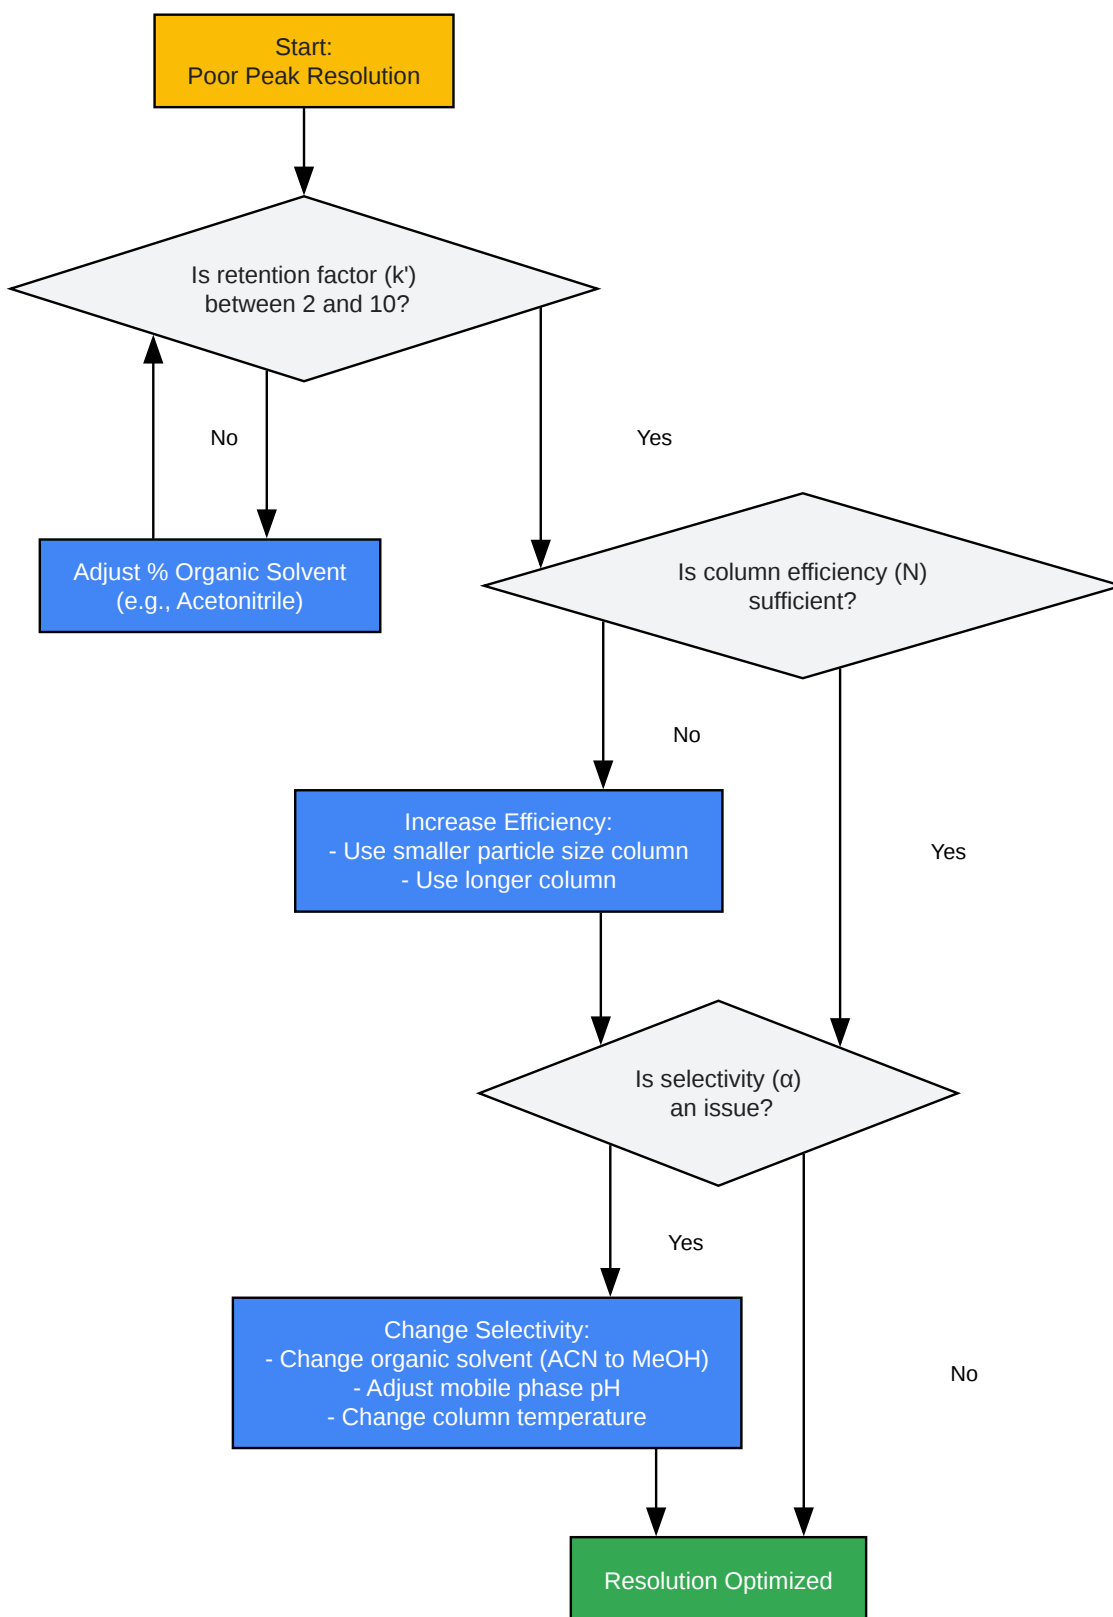 Start:
Poor Peak Resolution
Is retention factor (k')
between 2 and 10?
No
Yes
Adjust % Organic Solvent
(e.g., Acetonitrile)
Is column efficiency (N)
sufficient?
No
Increase Efficiency:
- Use smaller particle size column
- Use longer column
Yes
Is selectivity (α)
an issue?
Yes
Change Selectivity:
- Change organic solvent (ACN to MeOH)
- Adjust mobile phase pH
- Change column temperature
No
Resolution Optimized